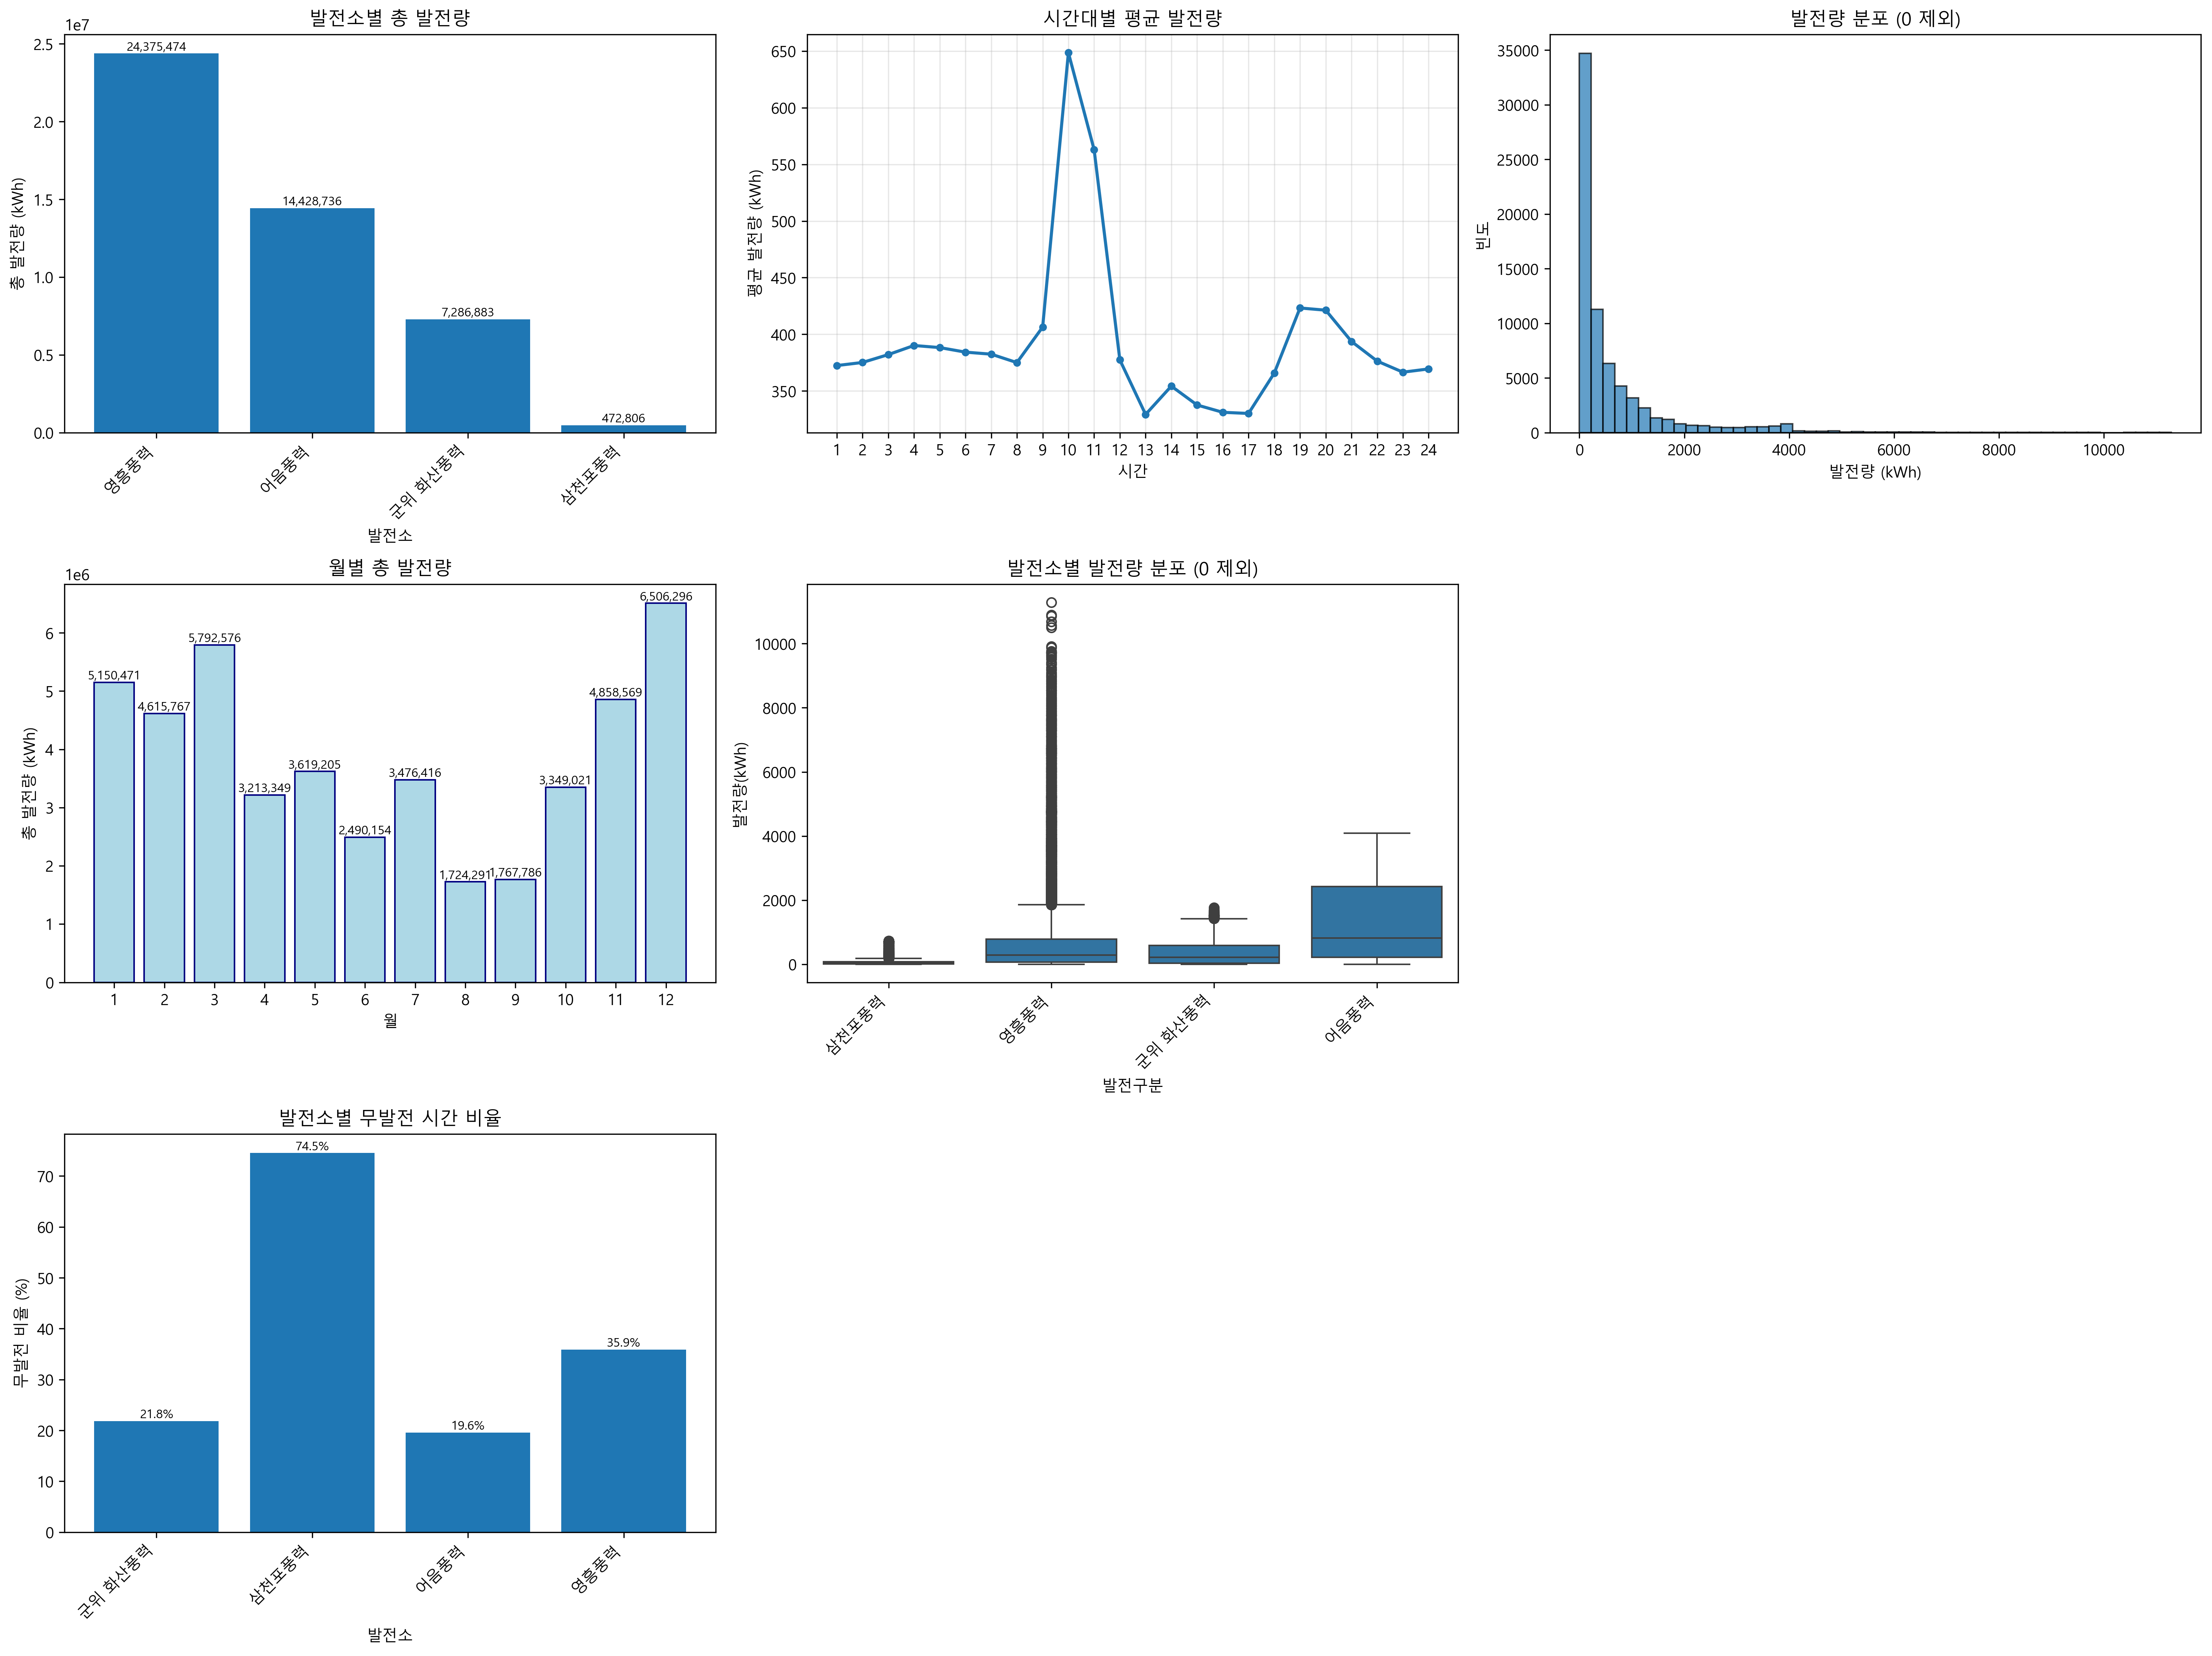 발전소별 총 발전량
1e7
총 발전량 (kWh)
2.5
2.0
1.5
1.0
0.5
0.0
24,375,474
14,428,736
7,286,883
472,806
영흥풍력
어음풍력
군위 화산풍력
삼천포풍력
발전소
시간대별 평균 발전량
평균 발전량 (kWh)
650
600
550
500
450
400
350
1 2 3 4 5 6 7 8 9 10 11 12 13 14 15 16 17 18 19 20 21 22 23 24
시간
발전량 분포 (0 제외)
빈도
35000
30000
25000
20000
15000
10000
5000
0
0 2000 4000 6000 8000 10000
발전량 (kWh)
월별 총 발전량
1e6
총 발전량 (kWh)
6
5
4
3
2
1
0
5,150,471
4,615,767
5,792,576
3,213,349
3,619,205
2,490,154
3,476,416
1,724,291
1,767,786
3,349,021
4,858,569
6,506,296
1 2 3 4 5 6 7 8 9 10 11 12
월
발전소별 발전량 분포 (0 제외)
발전량(kWh)
10000
8000
6000
4000
2000
0
삼천포풍력
영흥풍력
군위 화산풍력
어음풍력
발전구분
발전소별 무발전 시간 비율
무발전 비율 (%)
70
60
50
40
30
20
10
0
21.8%
74.5%
19.6%
35.9%
군위 화산풍력
삼천포풍력
어음풍력
영흥풍력
발전소